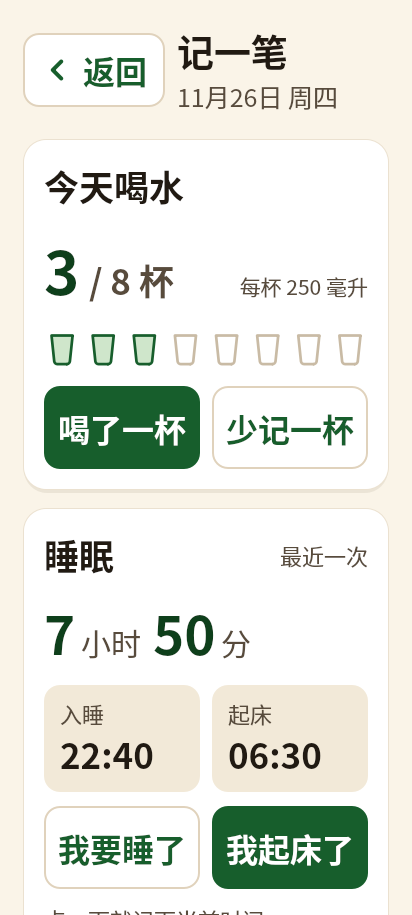 返回
记一笔
11月26日 周四
今天喝水
3 / 8 杯
每杯 250 毫升
喝了一杯
少记一杯
睡眠
最近一次
7 小时 50 分
入睡
起床
22:40
06:30
我要睡了
我起床了